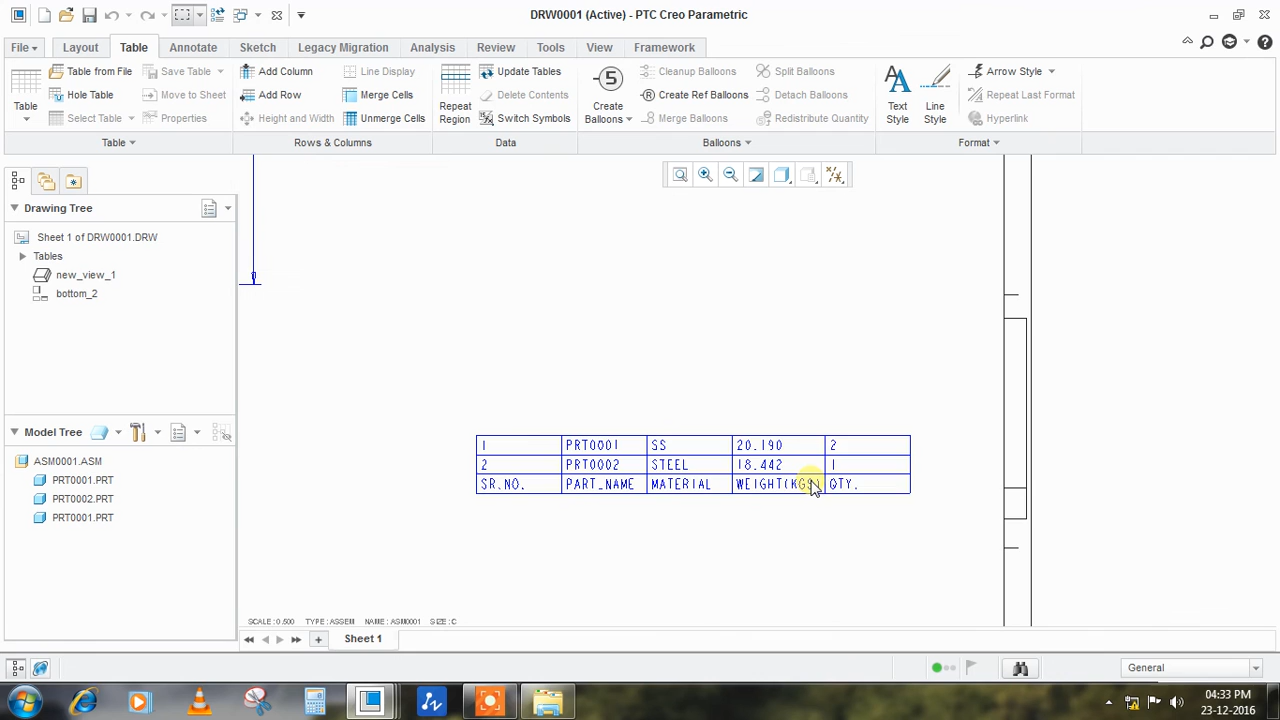 DRW0001 (Active) - PTC Creo Parametric
File Layout Table Annotate Sketch Legacy Migration Analysis Review Tools View Framework
Table
Table from File
Hole Table
Select Table
Save Table
Move to Sheet
Properties
Table
Add Column
Add Row
Height and Width
Line Display
Merge Cells
Unmerge Cells
Rows & Columns
Repeat Region
Update Tables
Delete Contents
Switch Symbols
Data
5
Create Balloons
Cleanup Balloons
Create Ref Balloons
Merge Balloons
Split Balloons
Detach Balloons
Redistribute Quantity
Balloons
Text Style
Line Style
Arrow Style
Repeat Last Format
Hyperlink
Format
Drawing Tree
Sheet 1 of DRW0001.DRW
Tables
new_view_1
bottom_2
Model Tree
ASM0001.ASM
PRT0001.PRT
PRT0002.PRT
PRT0001.PRT
1 PRT0001 SS 20.190 2
2 PRT0002 STEEL 18.442 1
SR.NO. PART_NAME MATERIAL WEIGHT(KGS) QTY.
SCALE : 0.500 TYPE : ASSEM NAME : ASM0001 SIZE : C
Sheet 1
General
04:33 PM
23-12-2016